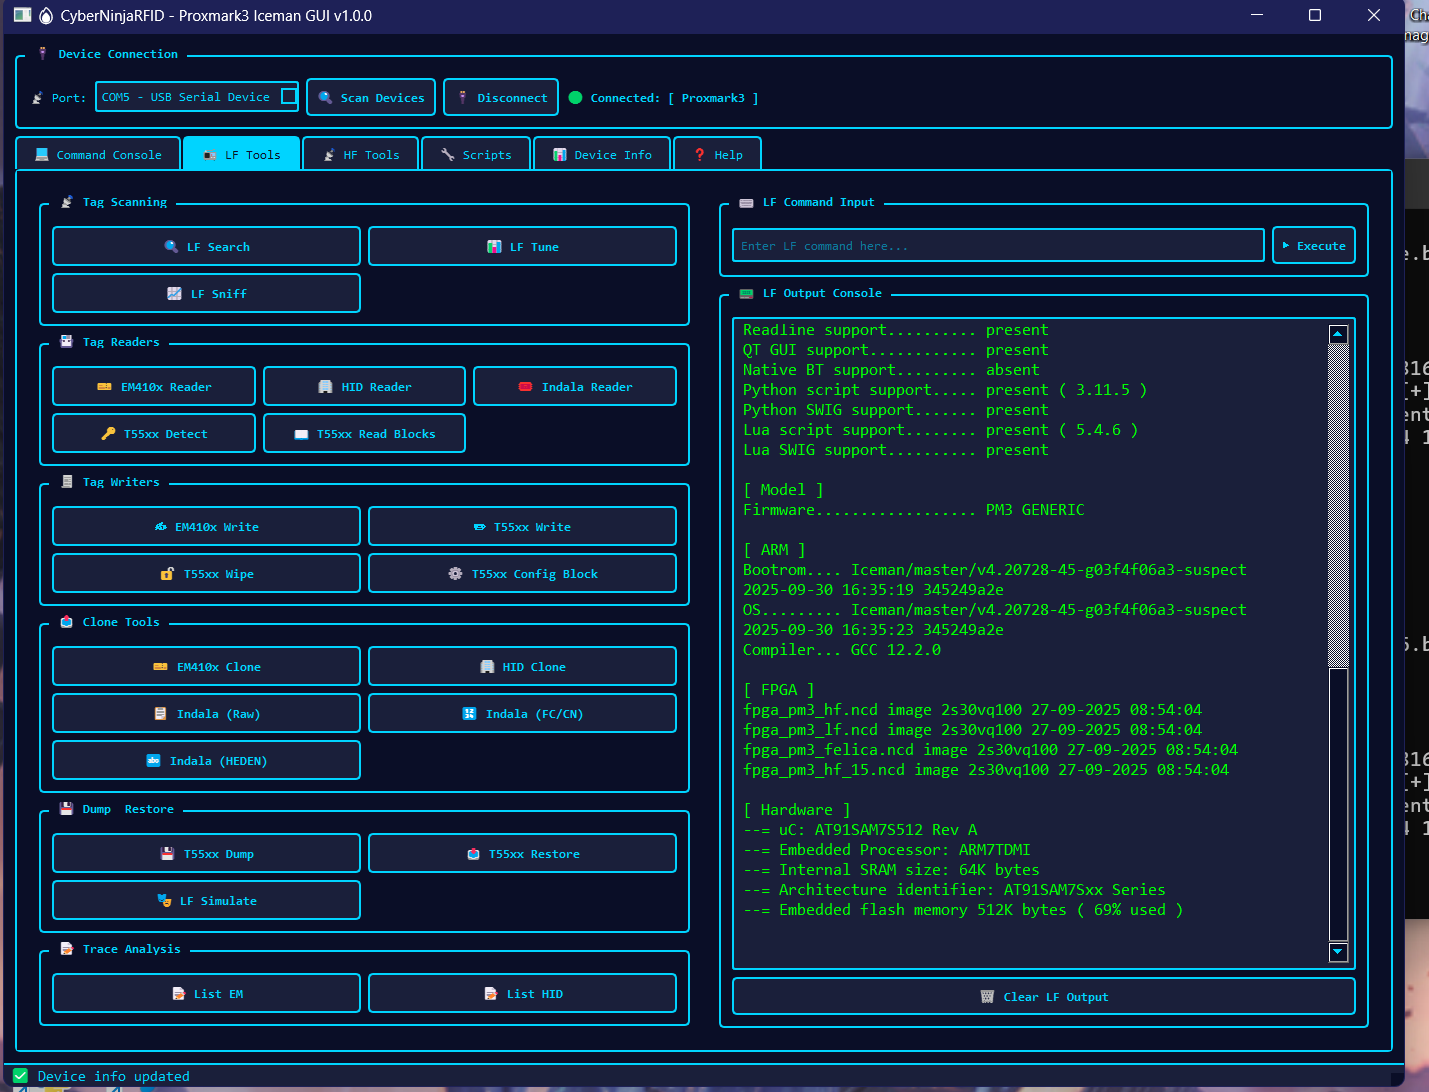 CyberNinjaRFID - Proxmark3 Iceman GUI v1.0.0
Device Connection
Port: COM5 - USB Serial Device Scan Devices Disconnect Connected: [ Proxmark3 ]
Command Console LF Tools HF Tools Scripts Device Info Help
Tag Scanning
LF Search LF Tune
LF Sniff
Tag Readers
EM410x Reader HID Reader Indala Reader
T55xx Detect T55xx Read Blocks
Tag Writers
EM410x Write T55xx Write
T55xx Wipe T55xx Config Block
Clone Tools
EM410x Clone HID Clone
Indala (Raw) Indala (FC/CN)
Indala (HEDEN)
Dump Restore
T55xx Dump T55xx Restore
LF Simulate
Trace Analysis
List EM List HID
LF Command Input
Enter LF command here... Execute
LF Output Console
Readline support.......... present
QT GUI support............ present
Native BT support......... absent
Python script support..... present ( 3.11.5 )
Python SWIG support....... present
Lua script support........ present ( 5.4.6 )
Lua SWIG support.......... present
[ Model ]
Firmware.................. PM3 GENERIC
[ ARM ]
Bootrom.... Iceman/master/v4.20728-45-g03f4f06a3-suspect
2025-09-30 16:35:19 345249a2e
OS......... Iceman/master/v4.20728-45-g03f4f06a3-suspect
2025-09-30 16:35:23 345249a2e
Compiler... GCC 12.2.0
[ FPGA ]
fpga_pm3_hf.ncd image 2s30vq100 27-09-2025 08:54:04
fpga_pm3_lf.ncd image 2s30vq100 27-09-2025 08:54:04
fpga_pm3_felica.ncd image 2s30vq100 27-09-2025 08:54:04
fpga_pm3_hf_15.ncd image 2s30vq100 27-09-2025 08:54:04
[ Hardware ]
--= uC: AT91SAM7S512 Rev A
--= Embedded Processor: ARM7TDMI
--= Internal SRAM size: 64K bytes
--= Architecture identifier: AT91SAM7Sxx Series
--= Embedded flash memory 512K bytes ( 69% used )
Clear LF Output
Device info updated